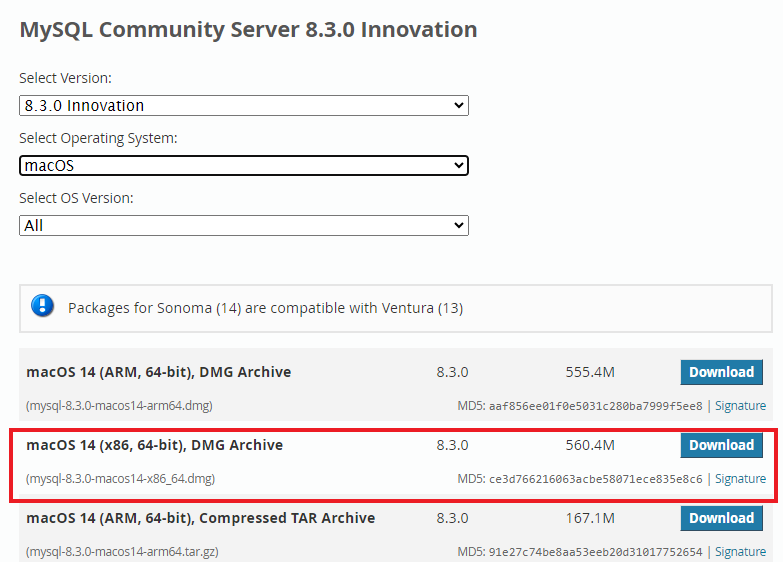 MySQL Community Server 8.3.0 Innovation
Select Version:
8.3.0 Innovation
Select Operating System:
macOS
Select OS Version:
All
Packages for Sonoma (14) are compatible with Ventura (13)
macOS 14 (ARM, 64-bit), DMG Archive 8.3.0 555.4M Download
(mysql-8.3.0-macos14-arm64.dmg) MD5: aaf856ee01f0e5031c280ba7999f5ee8 | Signature
macOS 14 (x86, 64-bit), DMG Archive 8.3.0 560.4M Download
(mysql-8.3.0-macos14-x86_64.dmg) MD5: ce3d766216063acbe58071ece835e8c6 | Signature
macOS 14 (ARM, 64-bit), Compressed TAR Archive 8.3.0 167.1M Download
(mysql-8.3.0-macos14-arm64.tar.gz) MD5: 91e27c74be8aa53eeb20d31017752654 | Signature